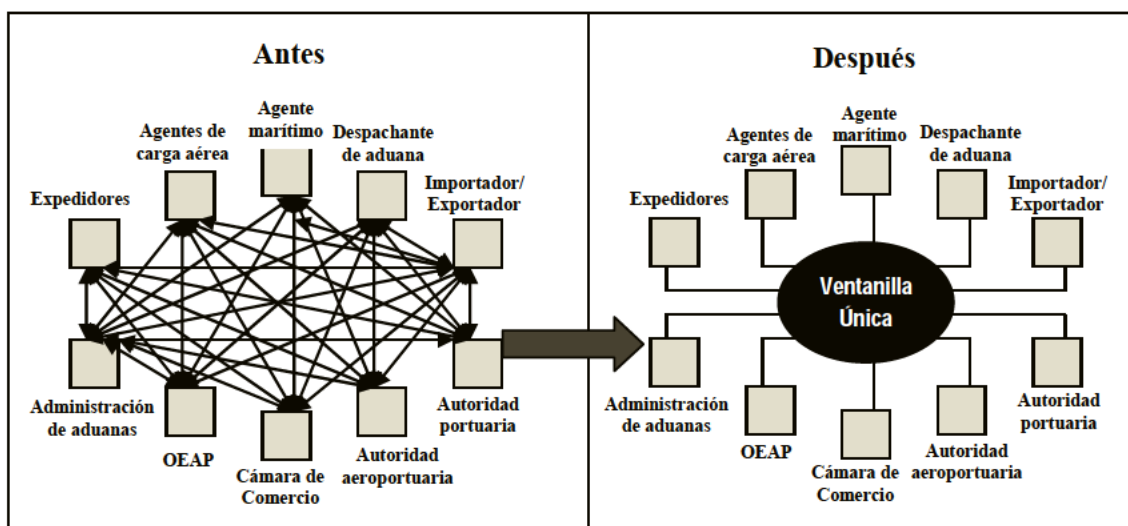 Antes
Agente
marítimo
Agentes de
carga aérea
Despachante
de aduana
Expedidores
Importador/
Exportador
Administración
de aduanas
OEAP
Cámara de
Comercio
Autoridad
aeroportuaria
Autoridad
portuaria
Después
Agente
marítimo
Agentes de
carga aérea
Despachante
de aduana
Expedidores
Importador/
Exportador
Ventanilla
Única
Administración
de aduanas
OEAP
Cámara de
Comercio
Autoridad
aeroportuaria
Autoridad
portuaria